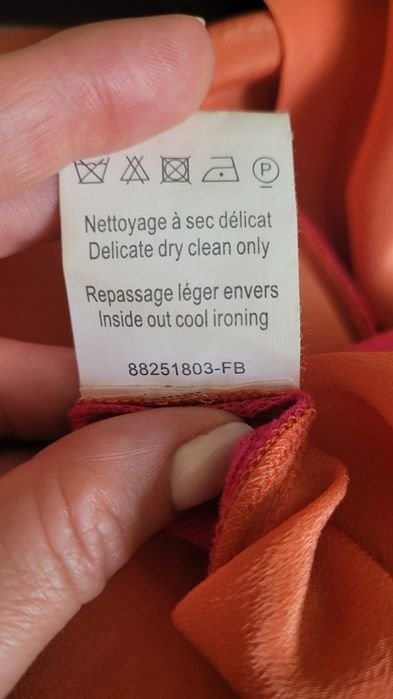 P
Nettoyage à sec délicat
Delicate dry clean only
Repassage léger envers
Inside out cool ironing
88251803-FB